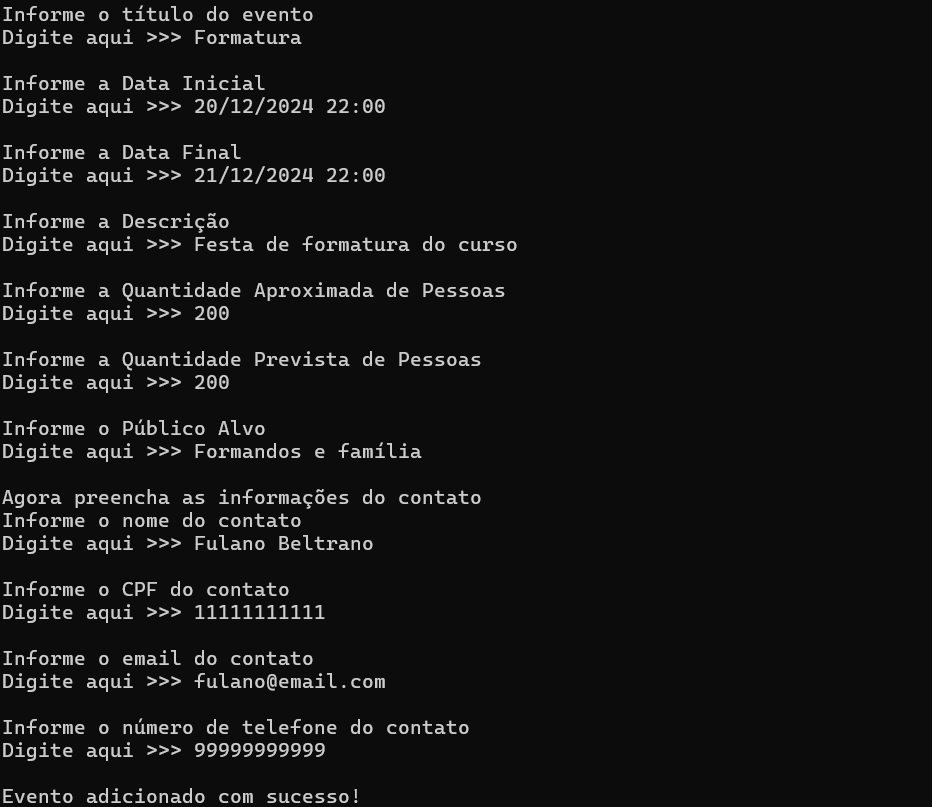 Informe o título do evento
Digite aqui >>> Formatura
Informe a Data Inicial
Digite aqui >>> 20/12/2024 22:00
Informe a Data Final
Digite aqui >>> 21/12/2024 22:00
Informe a Descrição
Digite aqui >>> Festa de formatura do curso
Informe a Quantidade Aproximada de Pessoas
Digite aqui >>> 200
Informe a Quantidade Prevista de Pessoas
Digite aqui >>> 200
Informe o Público Alvo
Digite aqui >>> Formandos e família
Agora preencha as informações do contato
Informe o nome do contato
Digite aqui >>> Fulano Beltrano
Informe o CPF do contato
Digite aqui >>> 11111111111
Informe o email do contato
Digite aqui >>> fulano@email.com
Informe o número de telefone do contato
Digite aqui >>> 99999999999
Evento adicionado com sucesso!